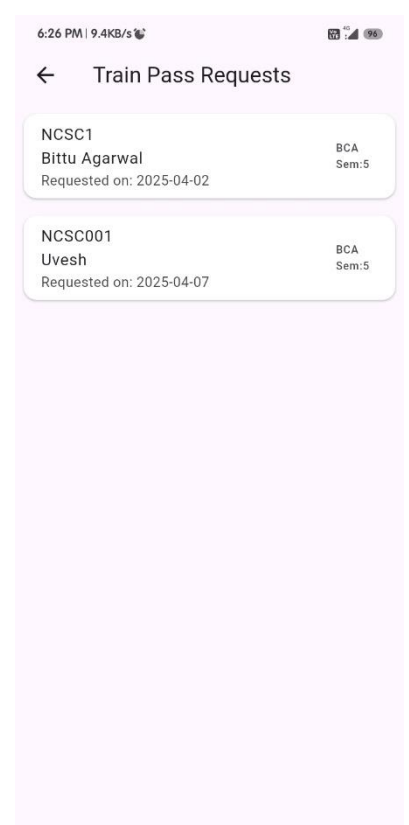 6:26 PM | 9.4KB/s
4G
96
Train Pass Requests
NCSC1
Bittu Agarwal
Requested on: 2025-04-02
BCA
Sem:5
NCSC001
Uvesh
Requested on: 2025-04-07
BCA
Sem:5